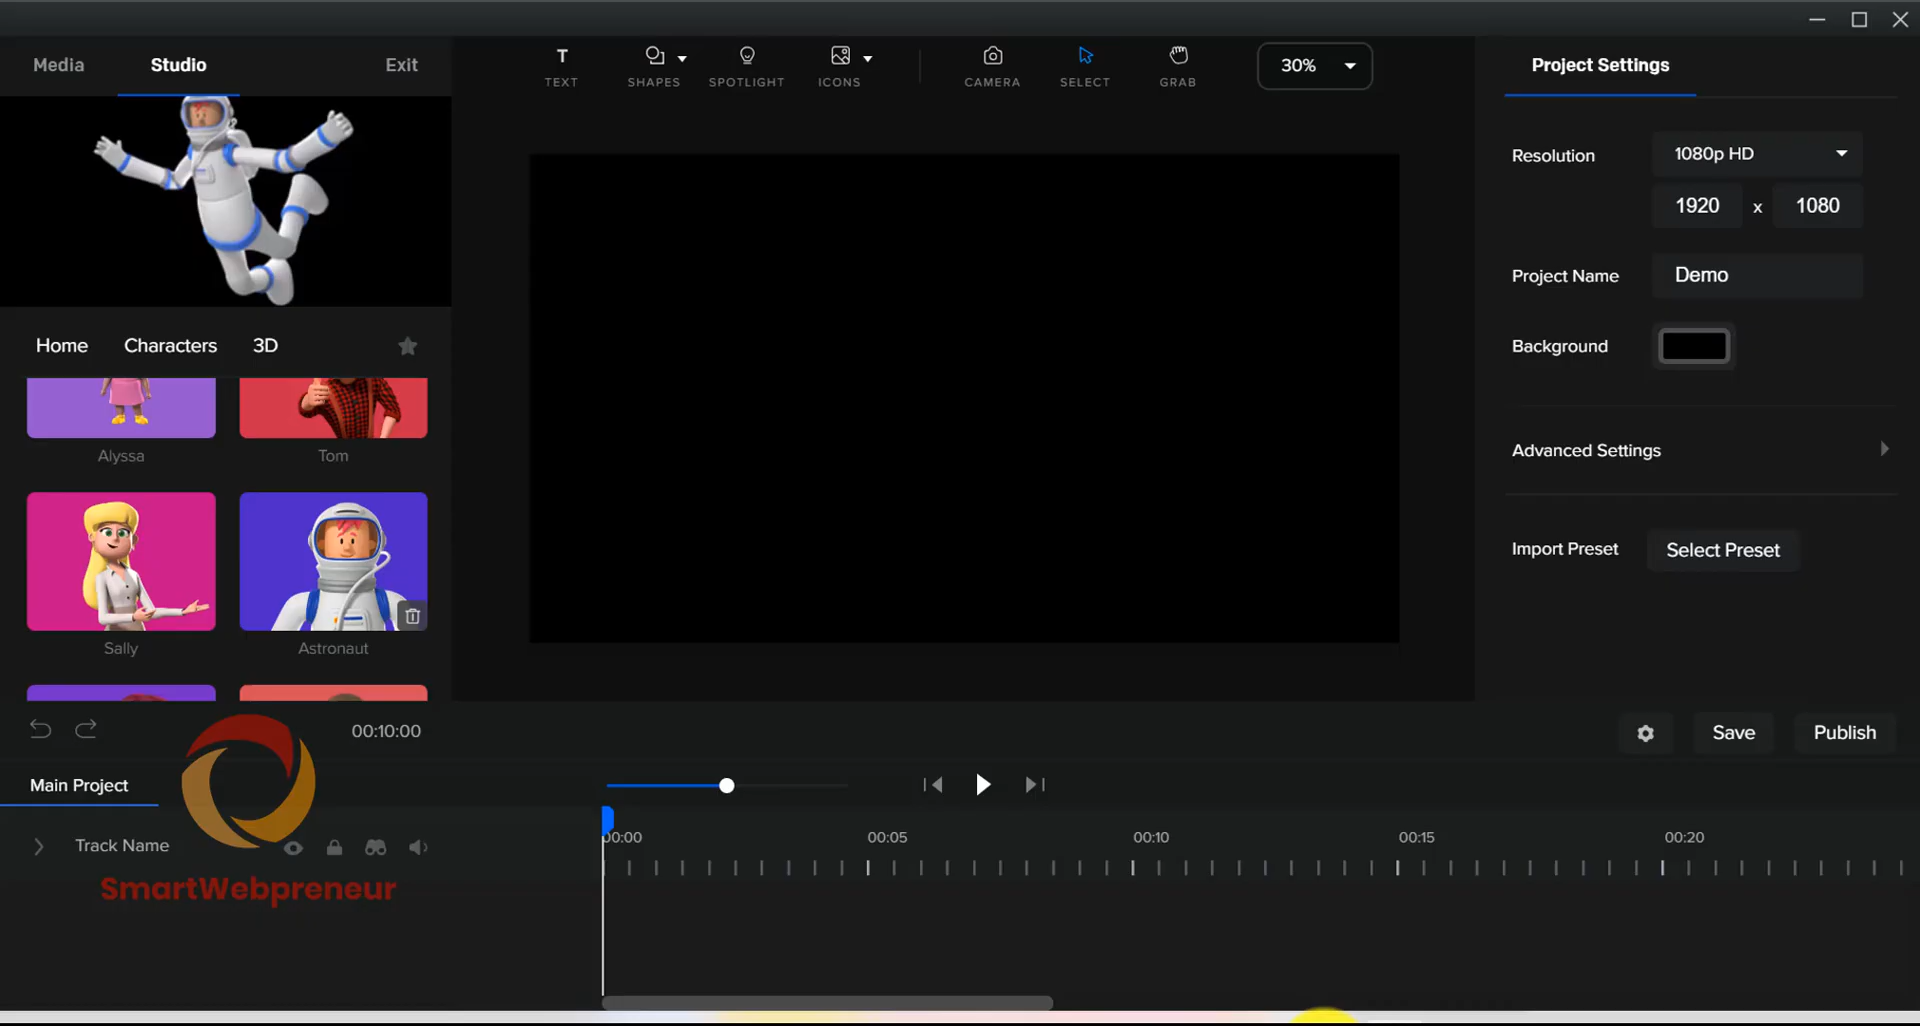 Media
Studio
Exit
TEXT
SHAPES
SPOTLIGHT
ICONS
CAMERA
SELECT
GRAB
30%
Project Settings
Resolution
1080p HD
1920 x 1080
Project Name
Demo
Background
Advanced Settings
Import Preset
Select Preset
Home
Characters
3D
Alyssa
Tom
Sally
Astronaut
00:10:00
Save
Publish
Main Project
Track Name
SmartWebpreneur
00:00
00:05
00:10
00:15
00:20